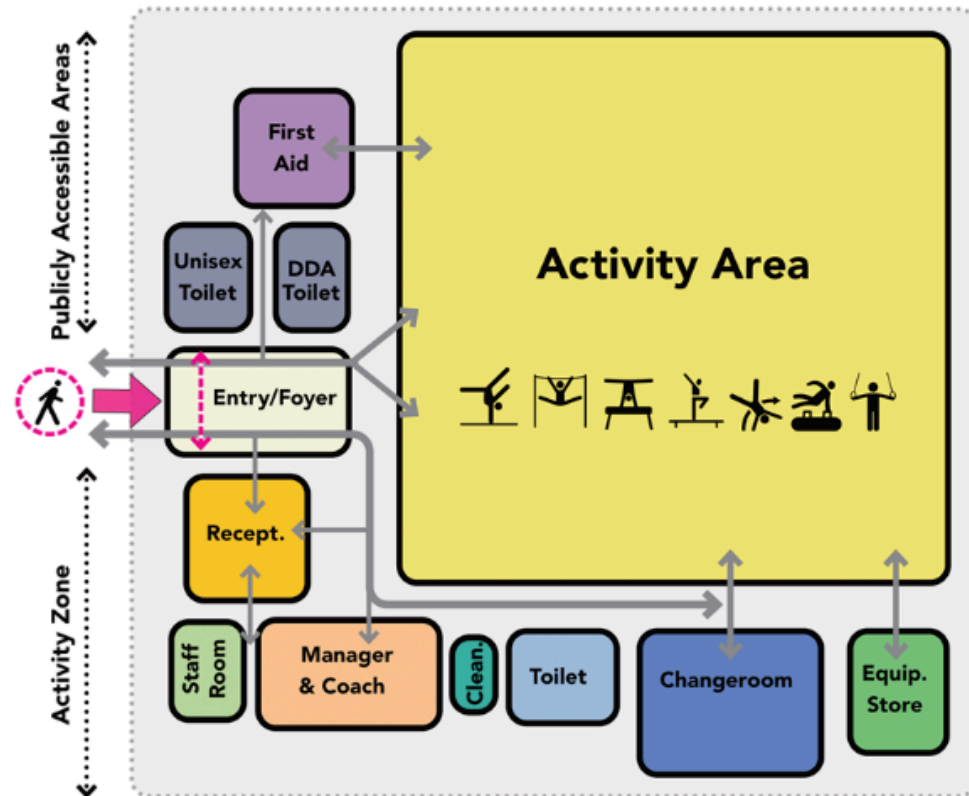 Publicly Accessible Areas
First
Aid
Unisex
Toilet
DDA
Toilet
Activity Area
Entry/Foyer
Recept.
Activity Zone
Staff
Room
Manager
& Coach
Clean.
Toilet
Changeroom
Equip.
Store